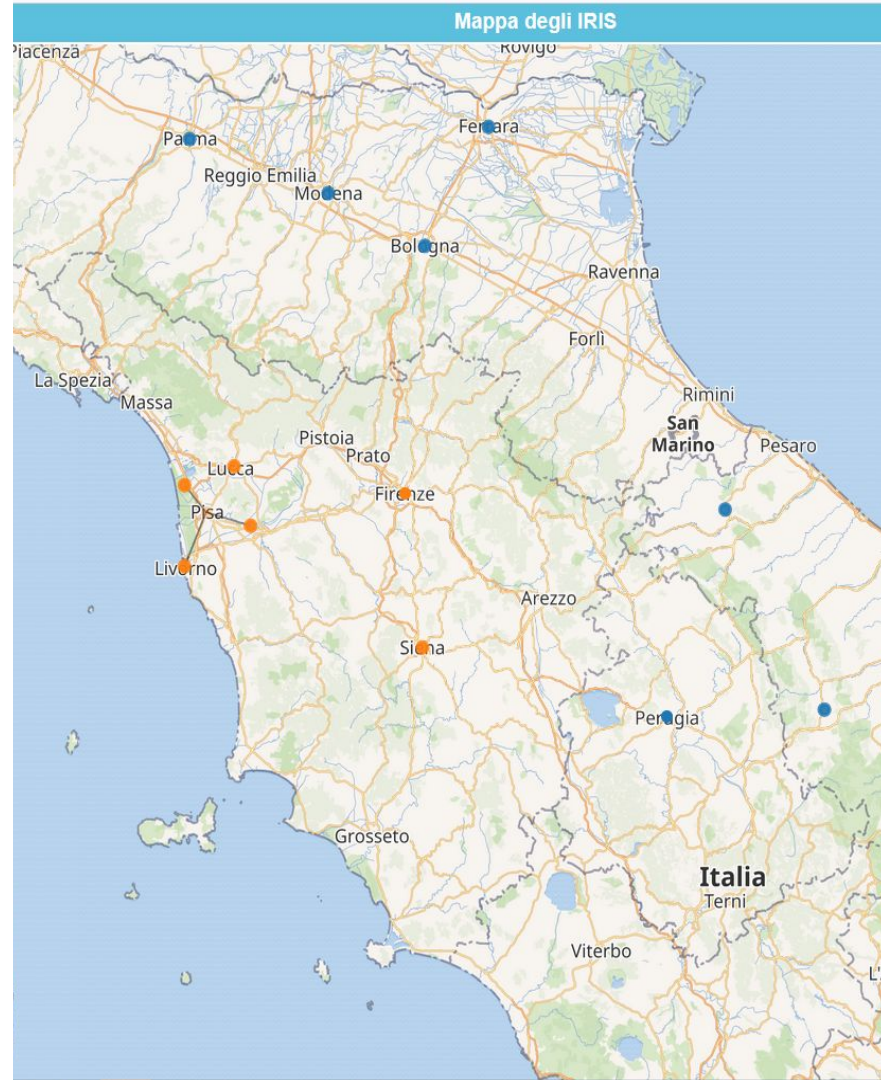 Mappa degli IRIS
Piacenza
Rovigo
Parma
Ferrara
Reggio Emilia
Modena
Bologna
Ravenna
Forlì
La Spezia
Massa
Rimini
San
Marino
Pistoia
Prato
Pesaro
Lucca
Firenze
Pisa
Livorno
Arezzo
Siena
Perugia
Grosseto
Italia
Terni
Viterbo
L'